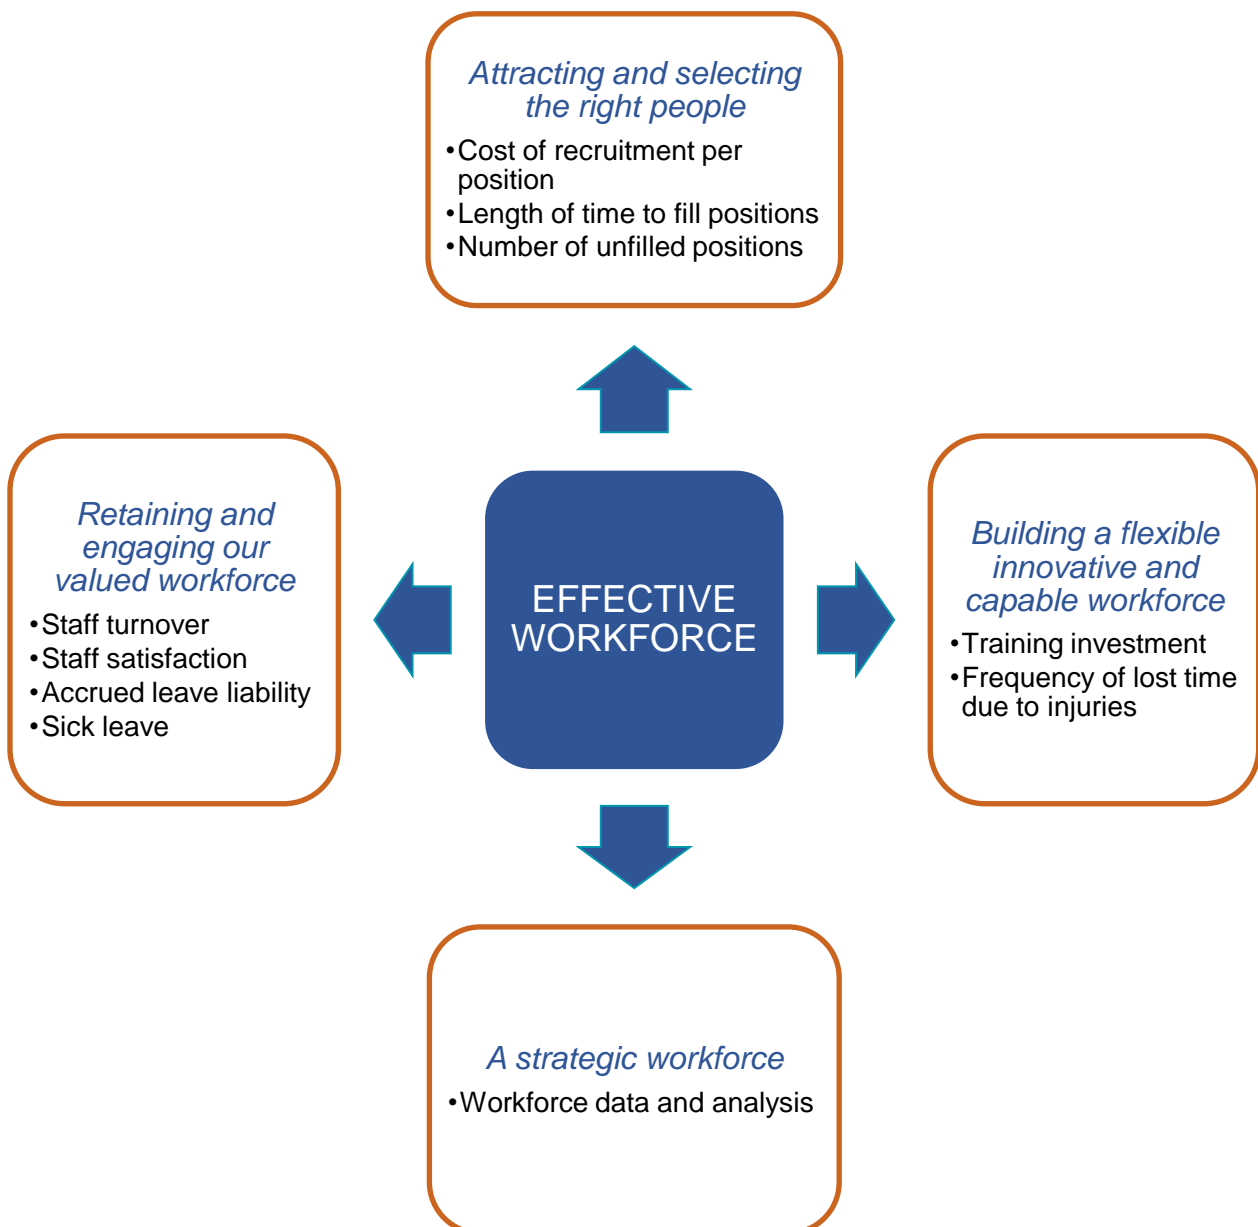 Attracting and selecting
the right people
•Cost of recruitment per
position
•Length of time to fill positions
•Number of unfilled positions
Retaining and
engaging our
valued workforce
•Staff turnover
•Staff satisfaction
•Accrued leave liability
•Sick leave
EFFECTIVE
WORKFORCE
Building a flexible
innovative and
capable workforce
•Training investment
•Frequency of lost time
due to injuries
A strategic workforce
•Workforce data and analysis